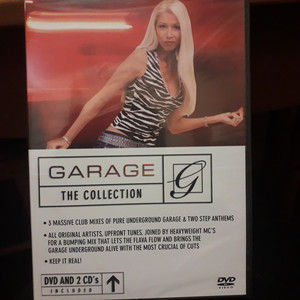 GARAGE
THE COLLECTION
G
• 3 MASSIVE CLUB MIXES OF PURE UNDERGROUND GARAGE & TWO STEP ANTHEMS
• ALL ORIGINAL ARTISTS, UPFRONT TUNES, JOINED BY HEAVYWEIGHT MC'S
FOR A BUMPING MIX THAT LETS THE FLAVA FLOW AND BRINGS THE
GARAGE UNDERGROUND ALIVE WITH THE MOST CRUCIAL OF CUTS
• KEEP IT REAL!
DVD AND 2 CD's
INCLUDED
DVD
VIDEO